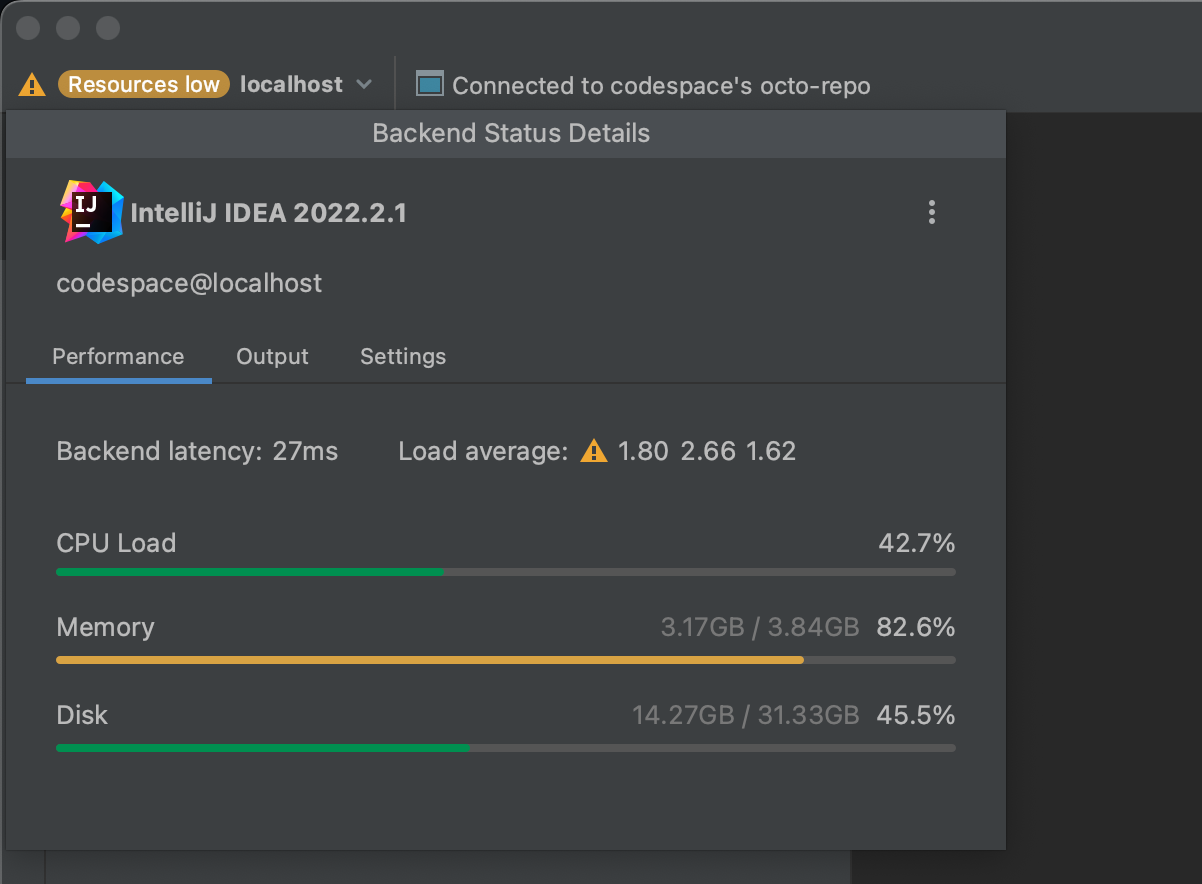 Resources low localhost Connected to codespace's octo-repo
Backend Status Details
IJ IntelliJ IDEA 2022.2.1
codespace@localhost
Performance Output Settings
Backend latency: 27ms Load average: 1.80 2.66 1.62
CPU Load 42.7%
Memory 3.17GB / 3.84GB 82.6%
Disk 14.27GB / 31.33GB 45.5%